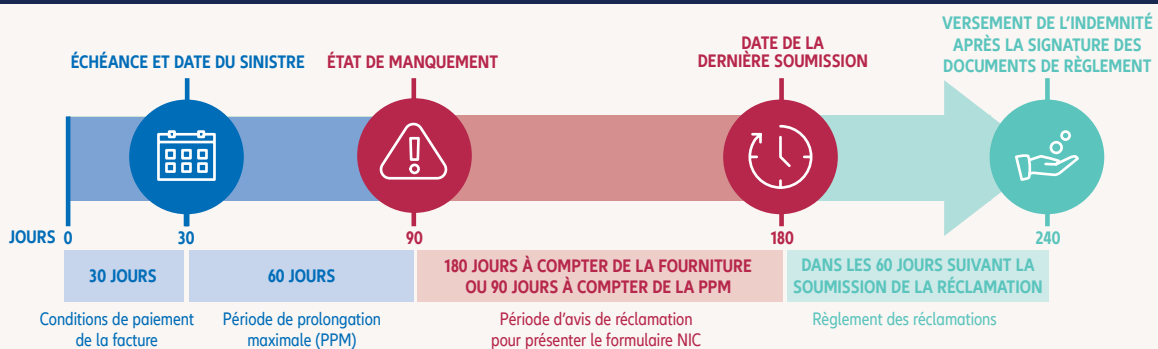 ÉCHÉANCE ET DATE DU SINISTRE
ÉTAT DE MANQUEMENT
DATE DE LA
DERNIÈRE SOUMISSION
VERSEMENT DE L'INDEMNITÉ
APRÈS LA SIGNATURE DES
DOCUMENTS DE RÈGLEMENT
JOURS 0 30 90 180 240
30 JOURS
60 JOURS
180 JOURS À COMPTER DE LA FOURNITURE
OU 90 JOURS À COMPTER DE LA PPM
DANS LES 60 JOURS SUIVANT LA
SOUMISSION DE LA RÉCLAMATION
Conditions de paiement
de la facture
Période de prolongation
maximale (PPM)
Période d'avis de réclamation
pour présenter le formulaire NIC
Règlement des réclamations